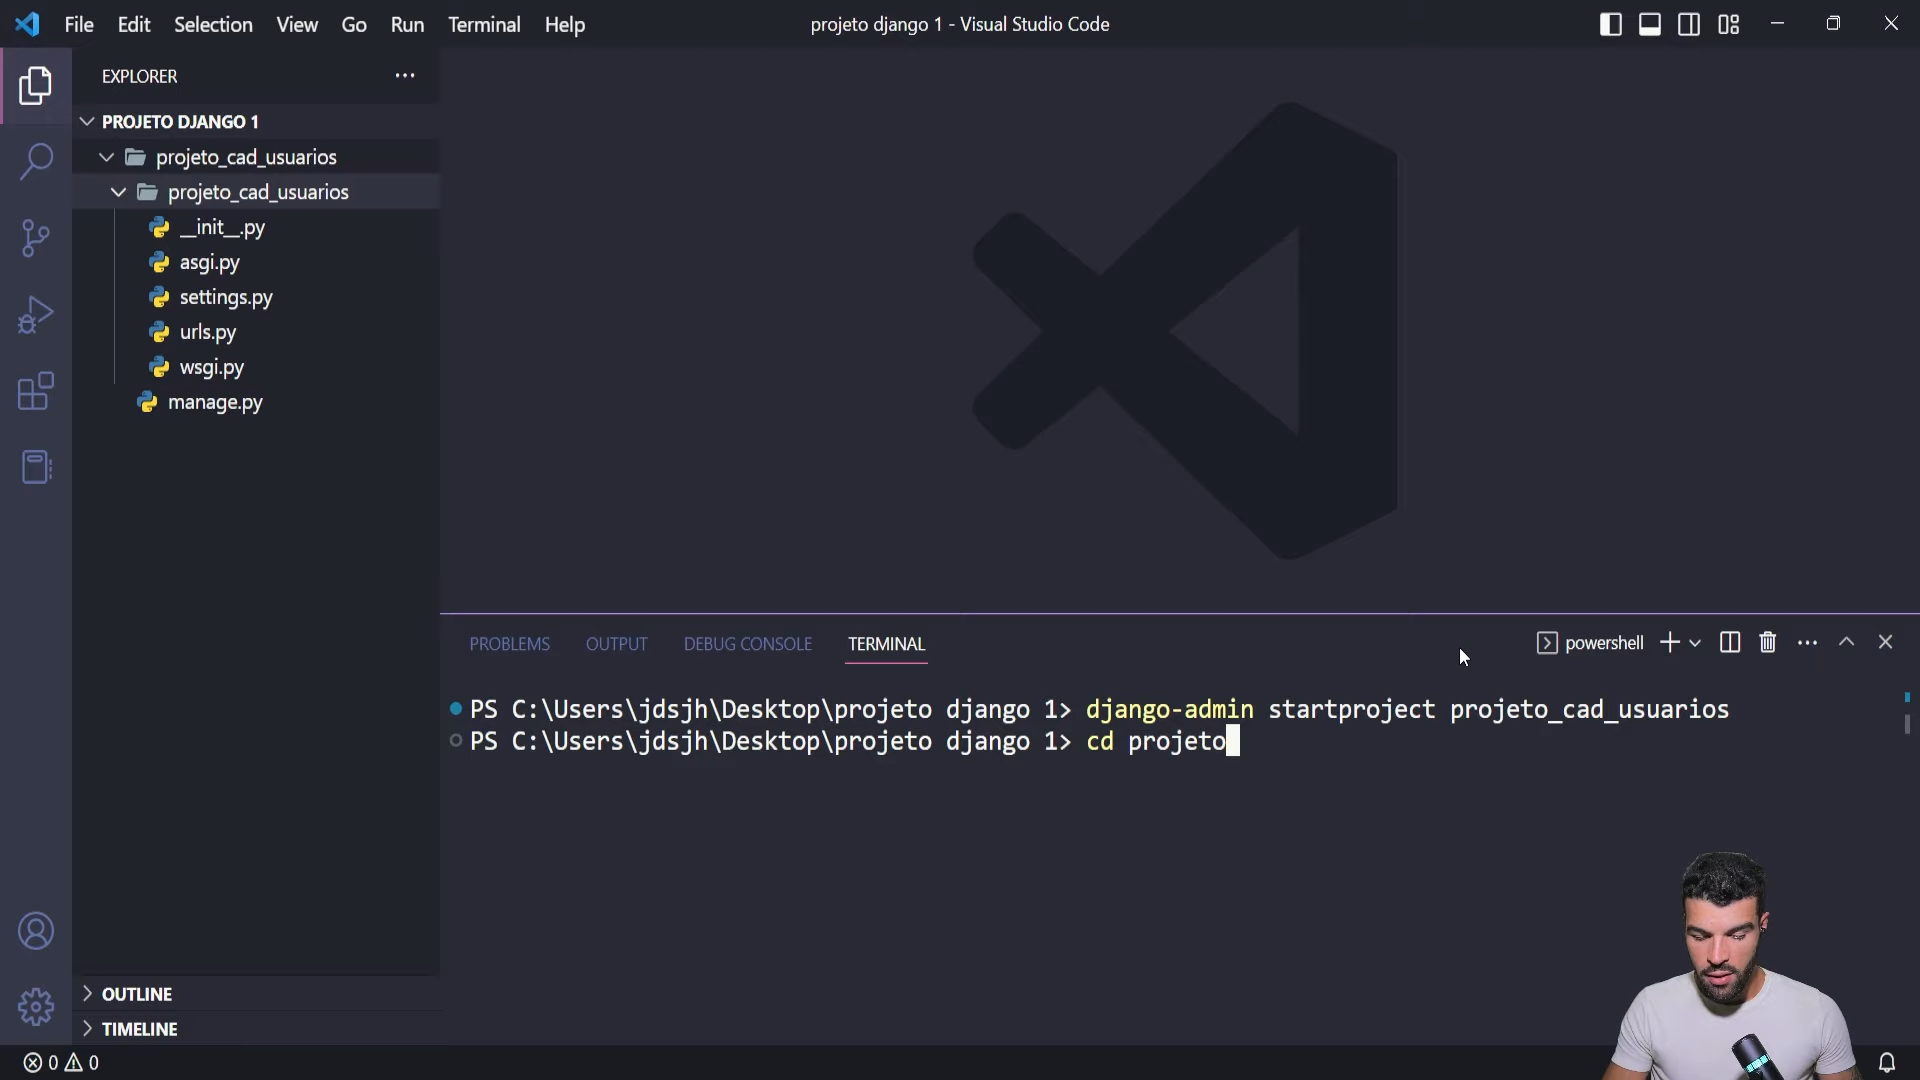 File Edit Selection View Go Run Terminal Help
projeto django 1 - Visual Studio Code
EXPLORER
PROJETO DJANGO 1
projeto_cad_usuarios
projeto_cad_usuarios
__init__.py
asgi.py
settings.py
urls.py
wsgi.py
manage.py
PROBLEMS OUTPUT DEBUG CONSOLE TERMINAL
powershell
PS C:\Users\jdsjh\Desktop\projeto django 1> django-admin startproject projeto_cad_usuarios
PS C:\Users\jdsjh\Desktop\projeto django 1> cd projeto
OUTLINE
TIMELINE
0 0